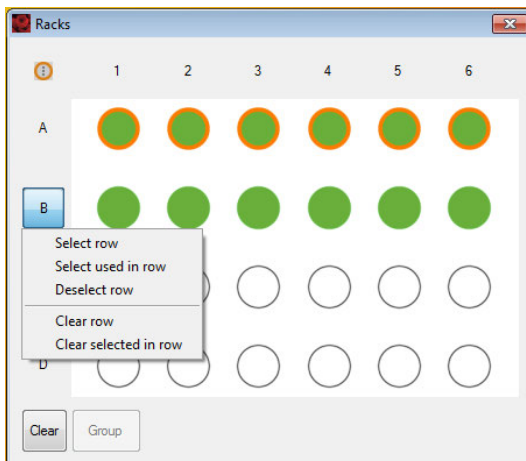 Racks
1 2 3 4 5 6
A
B
Select row
Select used in row
Deselect row
Clear row
Clear selected in row
D
Clear Group